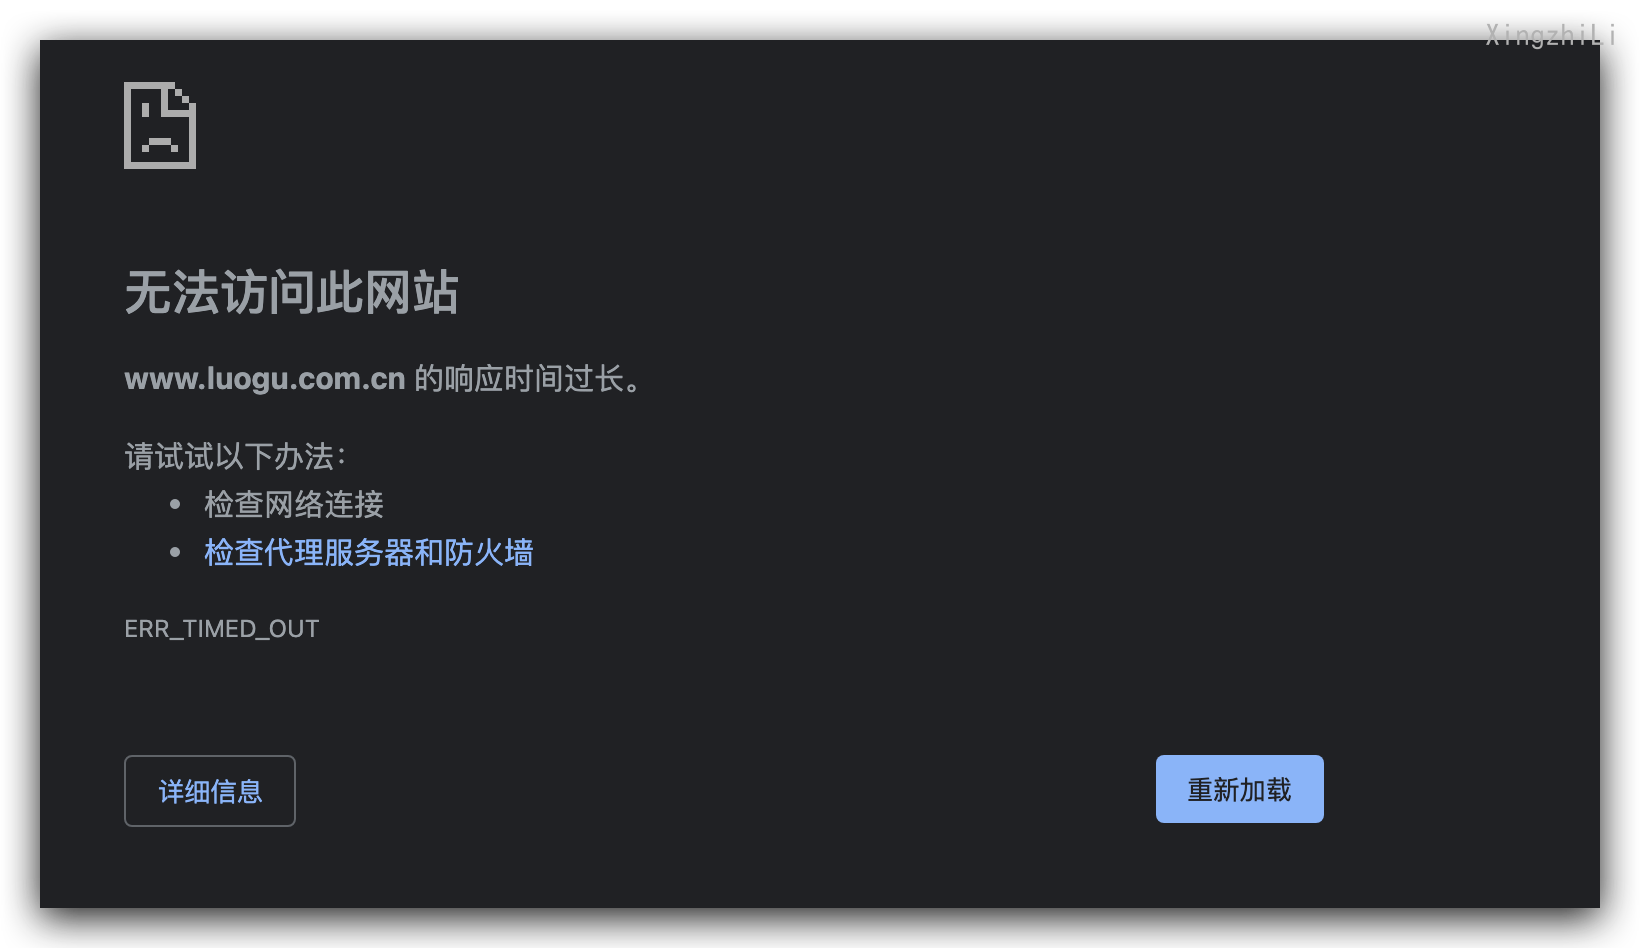 XingzhiLi
无法访问此网站
www.luogu.com.cn 的响应时间过长。
请试试以下办法：
• 检查网络连接
• 检查代理服务器和防火墙
ERR_TIMED_OUT
详细信息
重新加载